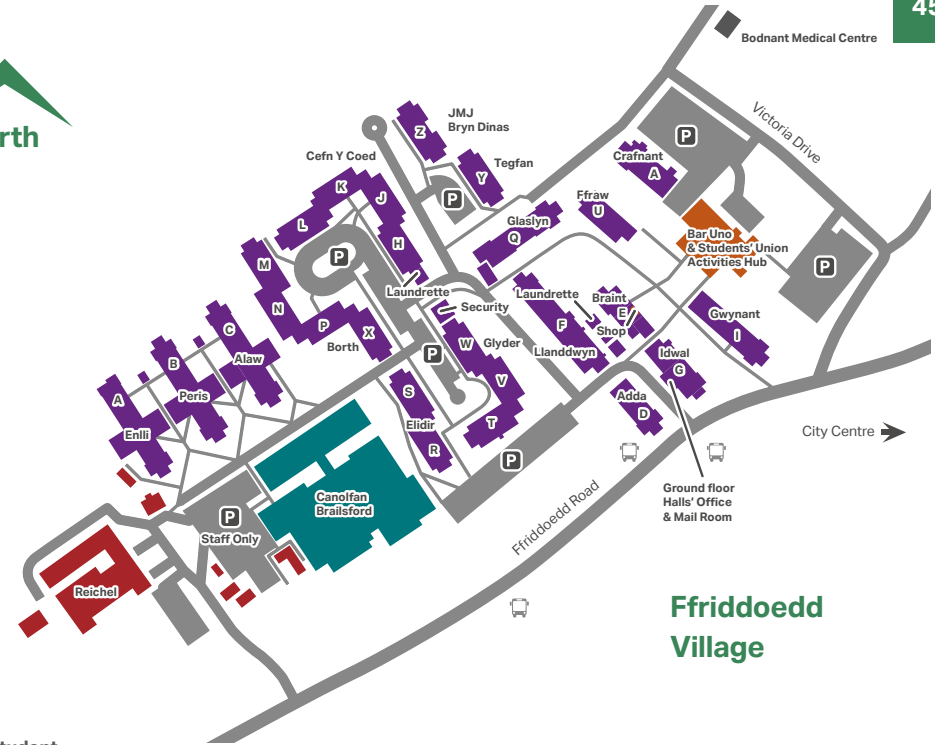 45
Bodnant Medical Centre
rth
Victoria Drive
JMJ
Bryn Dinas
Z
P
Cefn Y Coed
Tegfan
Y
Crafnant
A
K
J
P
Ffraw
U
Glaslyn
Q
L
H
Bar Uno
& Students' Union
Activities Hub
M
P
P
Laundrette
Laundrette
Braint
Security
E
Shop
Gwynant
I
N
P
X
Borth
F
Llanddwyn
C
Alaw
P
W
Glyder
Idwal
G
B
Peris
V
S
Adda
D
A
Enlli
Elidir
R
T
City Centre
P
Ground floor
Halls' Office
& Mail Room
Canolfan
Brailsford
P
Staff Only
Ffriddoedd Road
Reichel
Ffriddoedd
Village